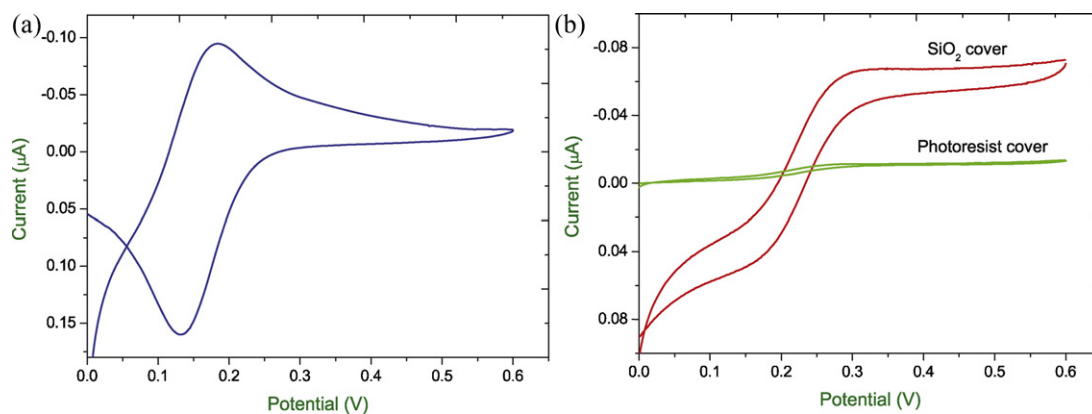 (a)
-0.10
-0.05
0.00
0.05
0.10
0.15
Current (μA)
0.0 0.1 0.2 0.3 0.4 0.5 0.6
Potential (V)
(b)
-0.08
-0.04
0.00
0.04
0.08
Current (μA)
SiO₂ cover
Photoresist cover
0.0 0.1 0.2 0.3 0.4 0.5 0.6
Potential (V)